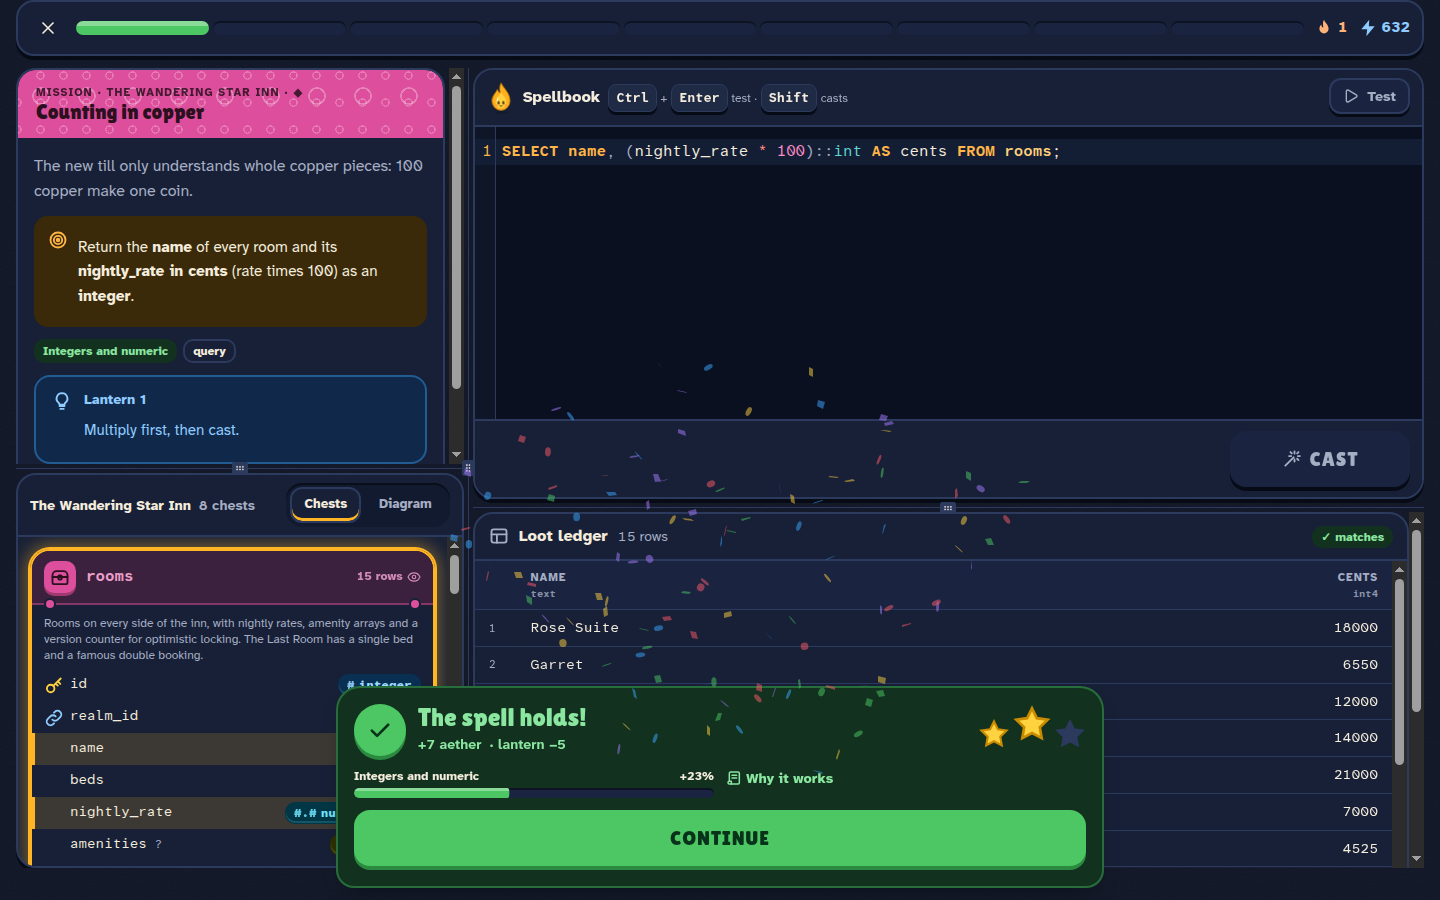 1 632
MISSION · THE WANDERING STAR INN · ◆
Counting in copper
The new till only understands whole copper pieces: 100
copper make one coin.
Return the name of every room and its
nightly_rate in cents (rate times 100) as an
integer.
Integers and numeric query
Lantern 1
Multiply first, then cast.
Spellbook Ctrl + Enter test · Shift casts
Test
1 SELECT name, (nightly_rate * 100)::int AS cents FROM rooms;
CAST
The Wandering Star Inn 8 chests Chests Diagram
rooms 15 rows
Rooms on every side of the inn, with nightly rates, amenity arrays and a
version counter for optimistic locking. The Last Room has a single bed
and a famous double booking.
id # integer
realm_id
name
beds
nightly_rate #.# nu
amenities ?
Loot ledger 15 rows ✓ matches
NAME CENTS
text int4
1 Rose Suite 18000
2 Garret 6550
12000
14000
21000
7000
4525
The spell holds!
+7 aether · lantern −5
Integers and numeric +23%
Why it works
CONTINUE